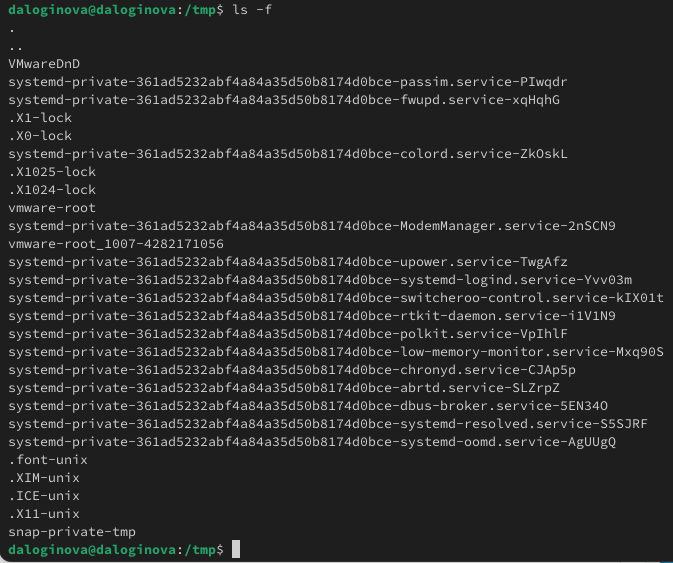 daloginova@daloginova:/tmp$ ls -f
.
..
VMwareDnD
systemd-private-361ad5232abf4a84a35d50b8174d0bce-passim.service-PIwqdr
systemd-private-361ad5232abf4a84a35d50b8174d0bce-fwupd.service-xqHqhG
.X1-lock
.X0-lock
systemd-private-361ad5232abf4a84a35d50b8174d0bce-colord.service-ZkOskL
.X1025-lock
.X1024-lock
vmware-root
systemd-private-361ad5232abf4a84a35d50b8174d0bce-ModemManager.service-2nSCN9
vmware-root_1007-4282171056
systemd-private-361ad5232abf4a84a35d50b8174d0bce-upower.service-TwgAfz
systemd-private-361ad5232abf4a84a35d50b8174d0bce-systemd-logind.service-Yvv03m
systemd-private-361ad5232abf4a84a35d50b8174d0bce-switcheroo-control.service-kIX01t
systemd-private-361ad5232abf4a84a35d50b8174d0bce-rtkit-daemon.service-i1V1N9
systemd-private-361ad5232abf4a84a35d50b8174d0bce-polkit.service-VpIhlF
systemd-private-361ad5232abf4a84a35d50b8174d0bce-low-memory-monitor.service-Mxq90S
systemd-private-361ad5232abf4a84a35d50b8174d0bce-chronyd.service-CJAp5p
systemd-private-361ad5232abf4a84a35d50b8174d0bce-abrtd.service-SLZrpZ
systemd-private-361ad5232abf4a84a35d50b8174d0bce-dbus-broker.service-5EN34O
systemd-private-361ad5232abf4a84a35d50b8174d0bce-systemd-resolved.service-S5SJRF
systemd-private-361ad5232abf4a84a35d50b8174d0bce-systemd-oomd.service-AgUUgQ
.font-unix
.XIM-unix
.ICE-unix
.X11-unix
snap-private-tmp
daloginova@daloginova:/tmp$